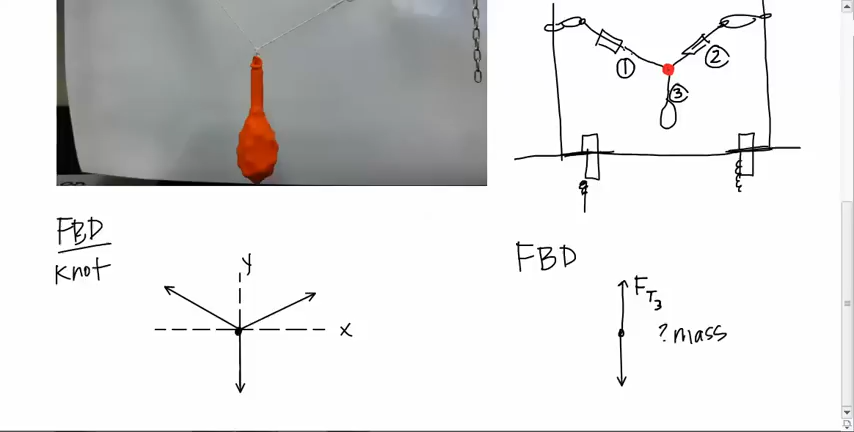 ① ②
③
FBD
Knot
y
x
FBD
F_T₃
? mass